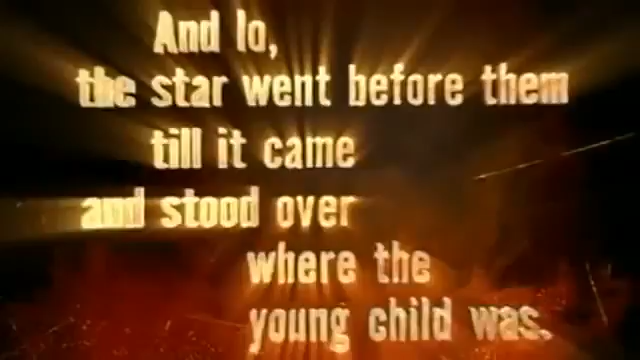 And lo,
the star went before them
till it came
and stood over
where the
young child was.